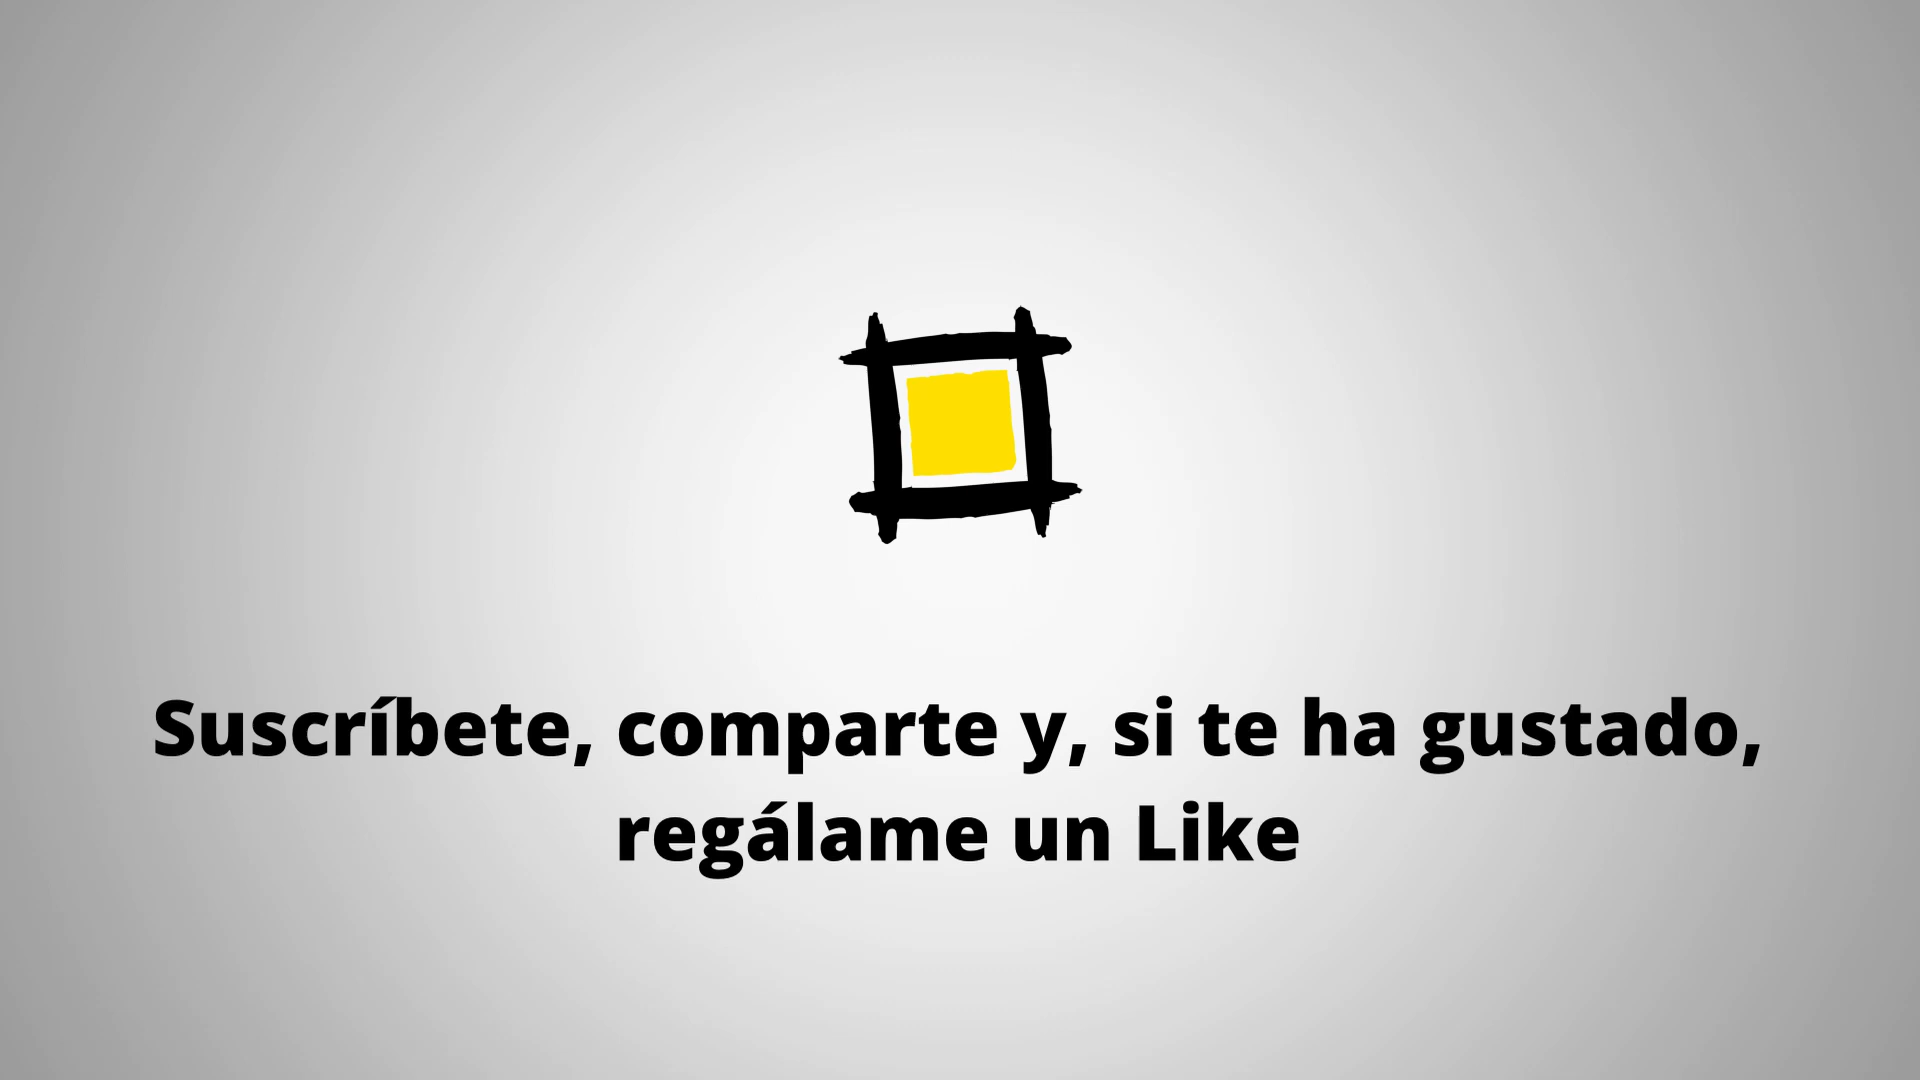 Suscríbete, comparte y, si te ha gustado,
regálame un Like